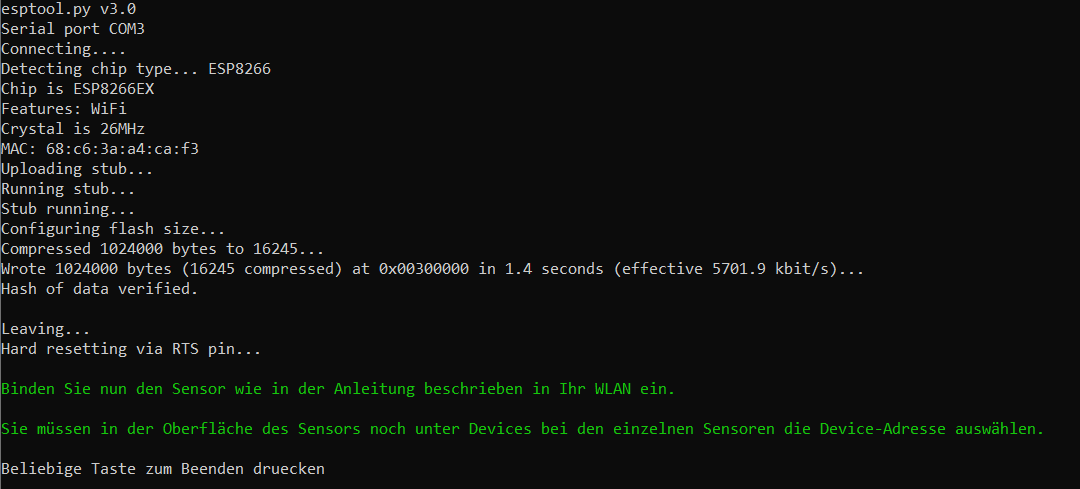 esptool.py v3.0
Serial port COM3
Connecting....
Detecting chip type... ESP8266
Chip is ESP8266EX
Features: WiFi
Crystal is 26MHz
MAC: 68:c6:3a:a4:ca:f3
Uploading stub...
Running stub...
Stub running...
Configuring flash size...
Compressed 1024000 bytes to 16245...
Wrote 1024000 bytes (16245 compressed) at 0x00300000 in 1.4 seconds (effective 5701.9 kbit/s)...
Hash of data verified.
Leaving...
Hard resetting via RTS pin...
Binden Sie nun den Sensor wie in der Anleitung beschrieben in Ihr WLAN ein.
Sie müssen in der Oberfläche des Sensors noch unter Devices bei den einzelnen Sensoren die Device-Adresse auswählen.
Beliebige Taste zum Beenden druecken